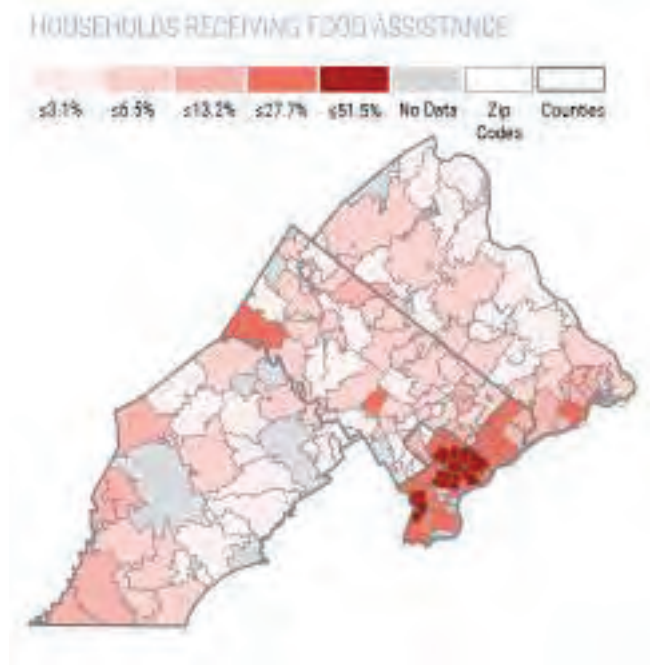 HOUSEHOLDS RECEIVING FOOD ASSISTANCE
≤3.1% ≤6.5% ≤13.2% ≤27.7% ≤51.5% No Data Zip Codes Counties